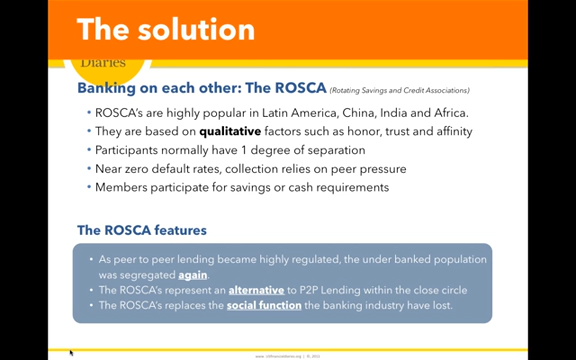 The solution
Diaries
Banking on each other: The ROSCA (Rotating Savings and Credit Associations)
• ROSCA's are highly popular in Latin America, China, India and Africa.
• They are based on qualitative factors such as honor, trust and affinity
• Participants normally have 1 degree of separation
• Near zero default rates, collection relies on peer pressure
• Members participate for savings or cash requirements
The ROSCA features
• As peer to peer lending became highly regulated, the under banked population
was segregated again.
• The ROSCA's represent an alternative to P2P Lending within the close circle
• The ROSCA's replaces the social function the banking industry have lost.